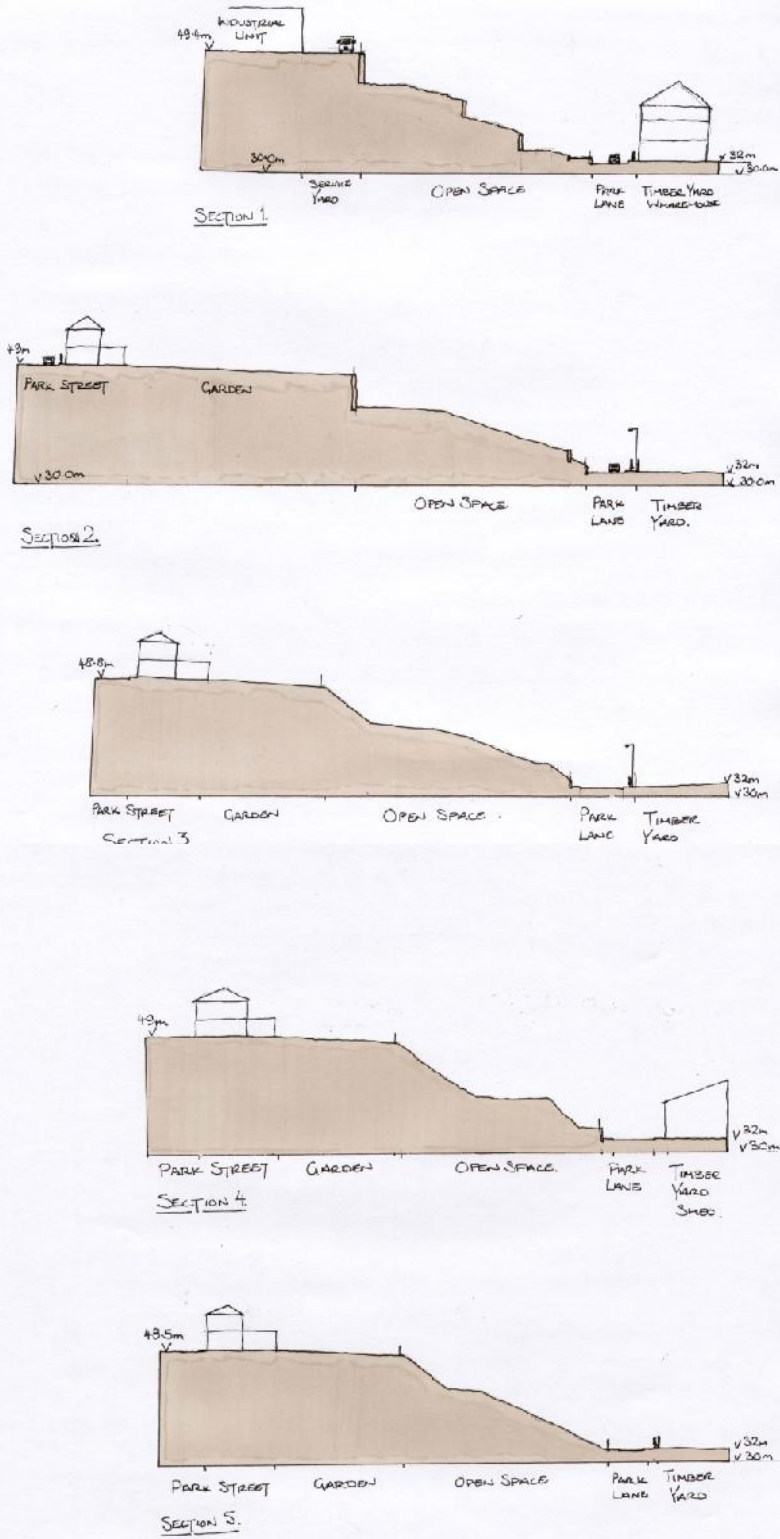 INDUSTRIAL
UNIT
49.4m
30.0m
32m
30.0m
SERVICE
YARD
OPEN SPACE
PARK
LANE
TIMBER YARD
WHAREHOUSE
SECTION 1
49m
PARK STREET
GARDEN
30.0m
32m
30.0m
OPEN SPACE
PARK
LANE
TIMBER
YARD.
SECTION 2.
48.8m
32m
30m
PARK STREET
GARDEN
OPEN SPACE.
PARK
LANE
TIMBER
YARD
SECTION 3
49m
32m
30m
PARK STREET
GARDEN
OPEN SPACE.
PARK
LANE
TIMBER
YARD
SHED.
SECTION 4
48.5m
32m
30m
PARK STREET
GARDEN
OPEN SPACE
PARK
LANE
TIMBER
YARD
SECTION 5.